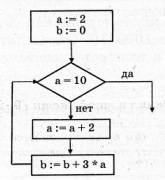 a := 2
b := 0
a = 10
да
нет
a := a + 2
b := b + 3 * a